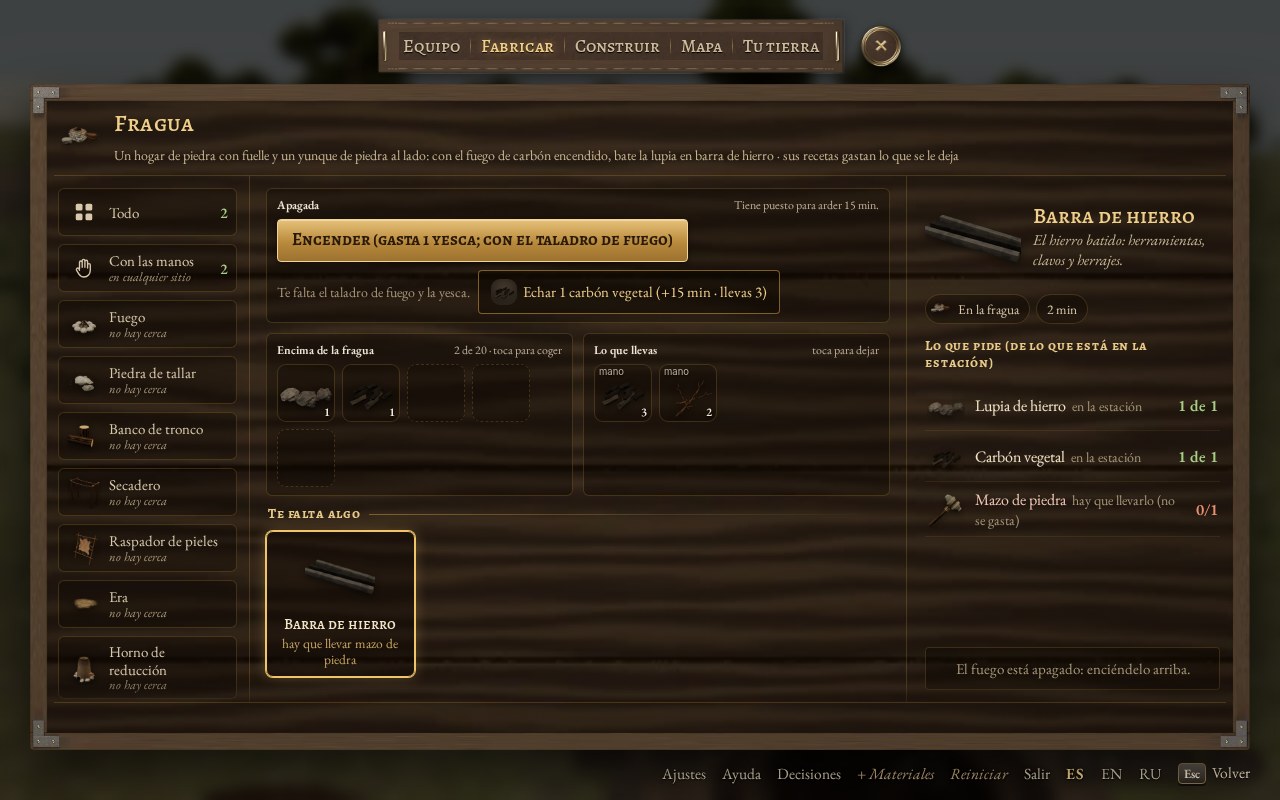 Equipo
Fabricar
Construir
Mapa
Tu tierra
Fragua
Un hogar de piedra con fuelle y un yunque de piedra al lado: con el fuego de carbón encendido, bate la lupia en barra de hierro · sus recetas gastan lo que se le deja
Todo 2
Con las manos 2
en cualquier sitio
Fuego
no hay cerca
Piedra de tallar
no hay cerca
Banco de tronco
no hay cerca
Secadero
no hay cerca
Raspador de pieles
no hay cerca
Era
no hay cerca
Horno de
reducción
no hay cerca
Apagada
Tiene puesto para arder 15 min.
Encender (gasta 1 yesca; con el taladro de fuego)
Te falta el taladro de fuego y la yesca.
Echar 1 carbón vegetal (+15 min · llevas 3)
Encima de la fragua
2 de 20 · toca para coger
1
1
Lo que llevas
toca para dejar
mano
3
mano
2
Te falta algo
Barra de hierro
hay que llevar mazo de
piedra
Barra de hierro
El hierro batido: herramientas,
clavos y herrajes.
En la fragua
2 min
Lo que pide (de lo que está en la
estación)
Lupia de hierro en la estación 1 de 1
Carbón vegetal en la estación 1 de 1
Mazo de piedra hay que llevarlo (no
se gasta)
0/1
El fuego está apagado: enciéndelo arriba.
Ajustes
Ayuda
Decisiones
+ Materiales
Reiniciar
Salir
ES
EN
RU
Esc
Volver